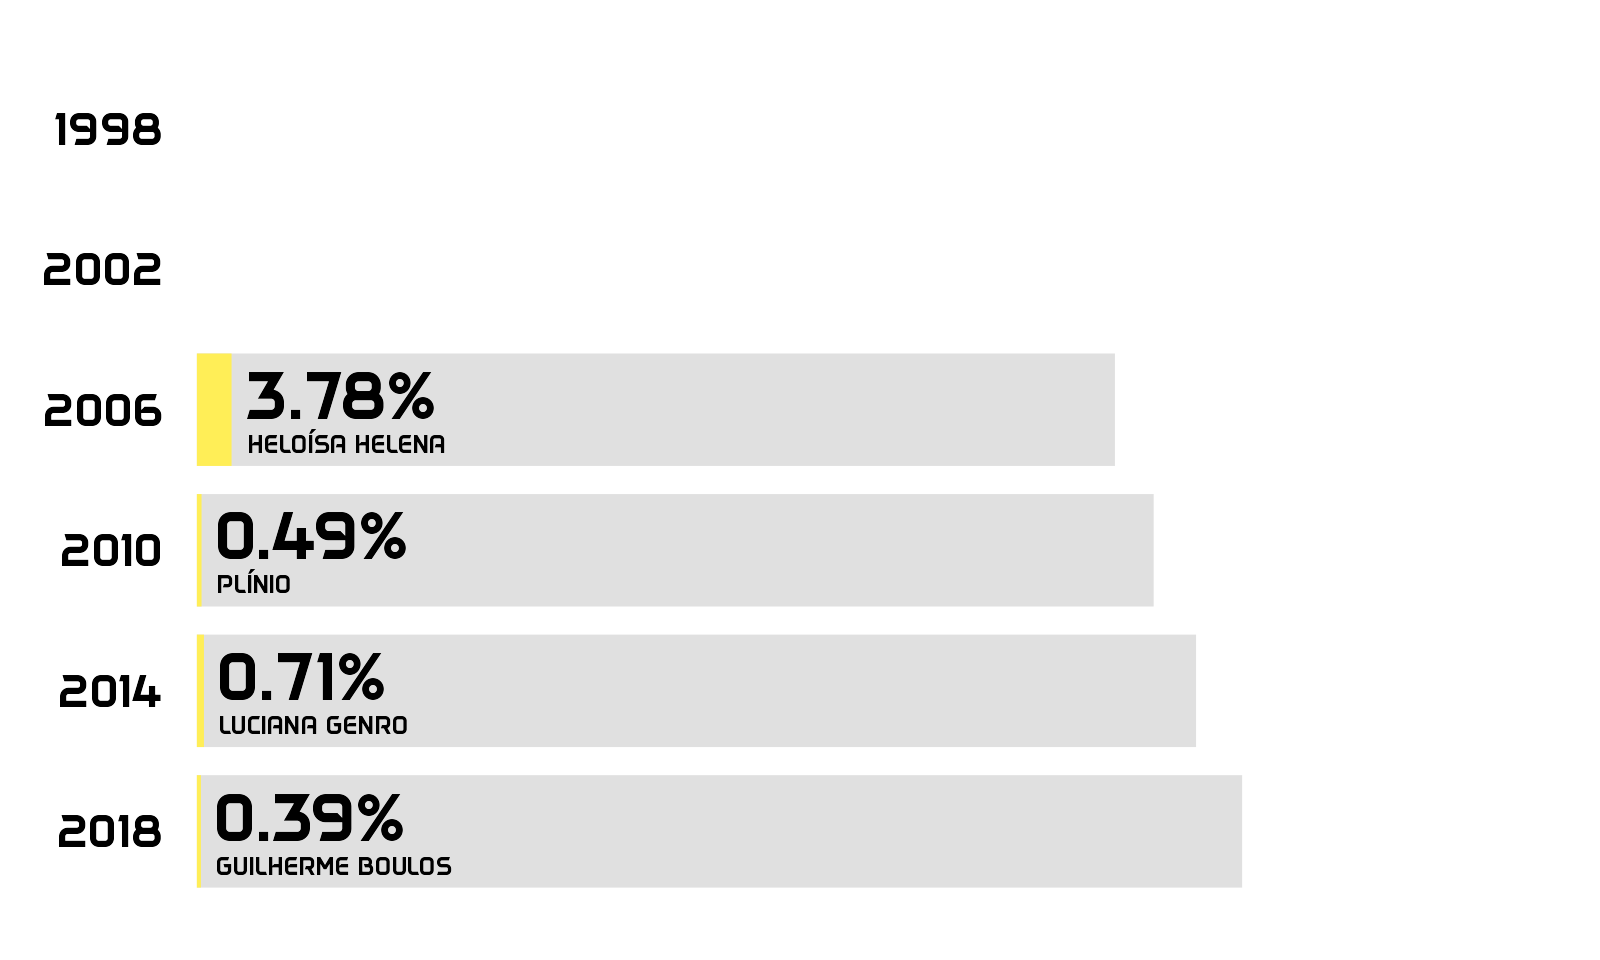 1998
2002
2006
3.78%
HELOÍSA HELENA
2010
0.49%
PLÍNIO
2014
0.71%
LUCIANA GENRO
2018
0.39%
GUILHERME BOULOS